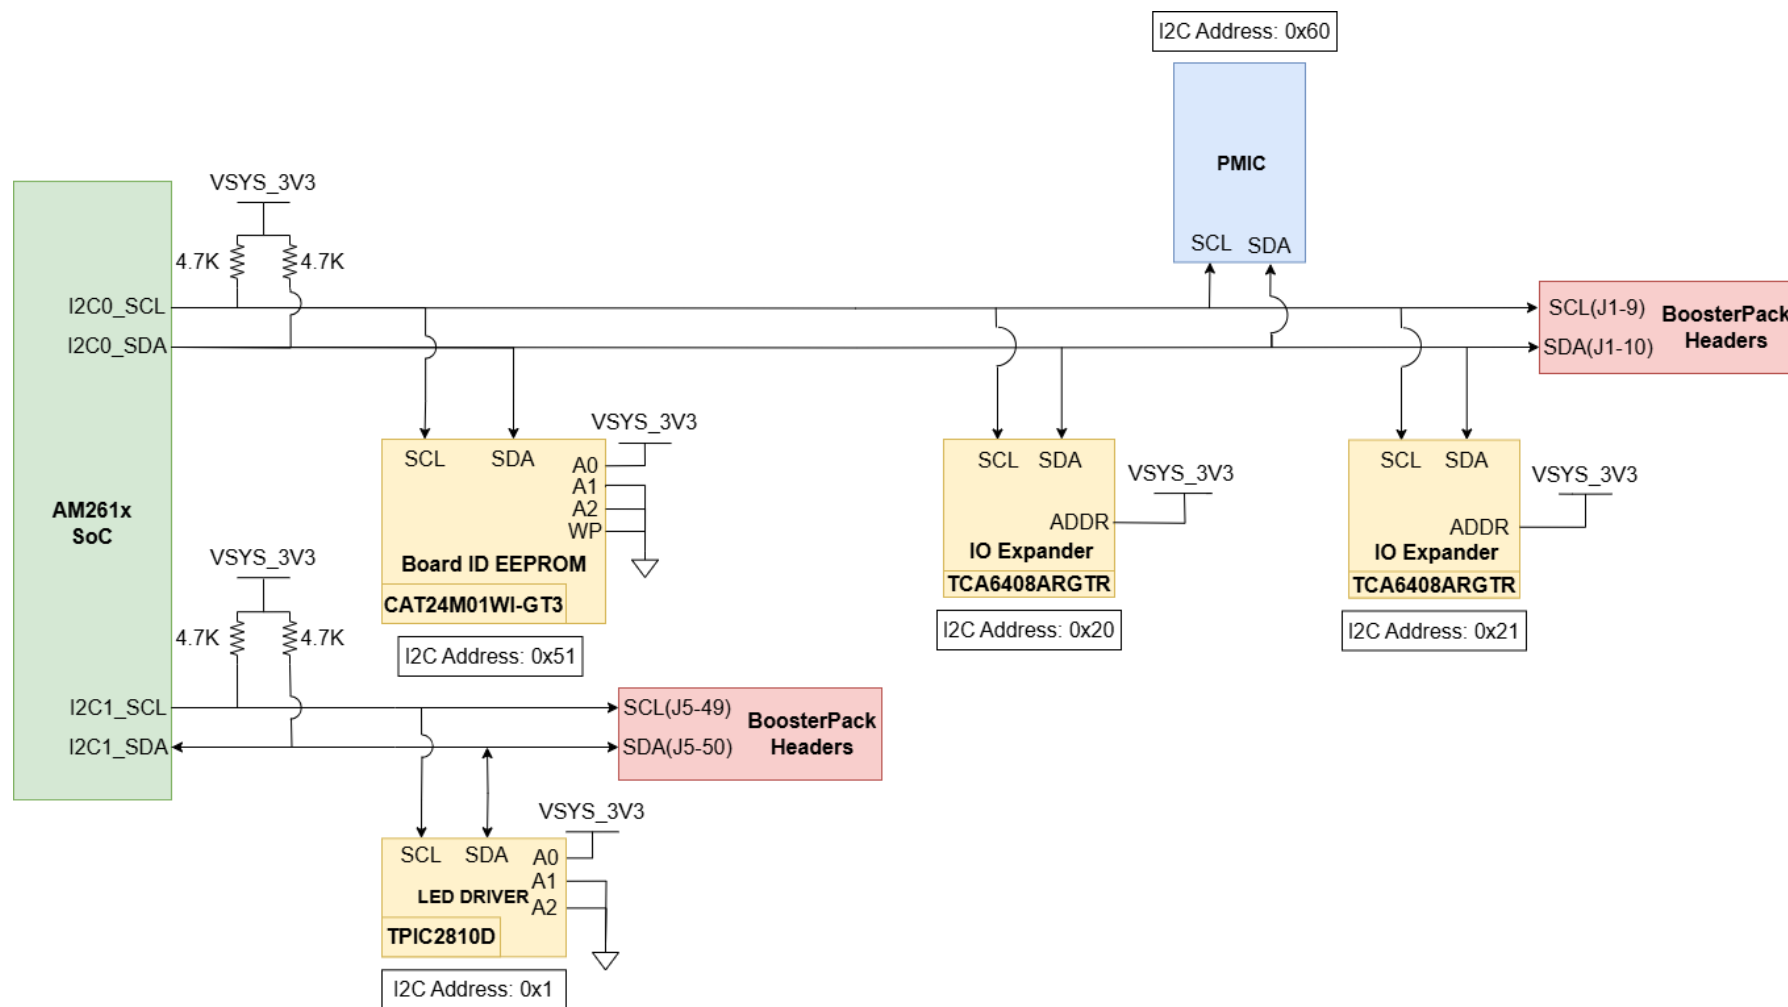 I2C Address: 0x60
PMIC
SCL
SDA
VSYS_3V3
4.7K
4.7K
I2C0_SCL
I2C0_SDA
SCL(J1-9)
SDA(J1-10)
BoosterPack
Headers
AM261x
SoC
SCL
SDA
VSYS_3V3
A0
A1
A2
WP
Board ID EEPROM
CAT24M01WI-GT3
I2C Address: 0x51
SCL
SDA
VSYS_3V3
ADDR
IO Expander
TCA6408ARGTR
I2C Address: 0x20
SCL
SDA
VSYS_3V3
ADDR
IO Expander
TCA6408ARGTR
I2C Address: 0x21
VSYS_3V3
4.7K
4.7K
I2C1_SCL
I2C1_SDA
SCL(J5-49)
SDA(J5-50)
BoosterPack
Headers
VSYS_3V3
SCL
SDA
A0
A1
A2
LED DRIVER
TPIC2810D
I2C Address: 0x1